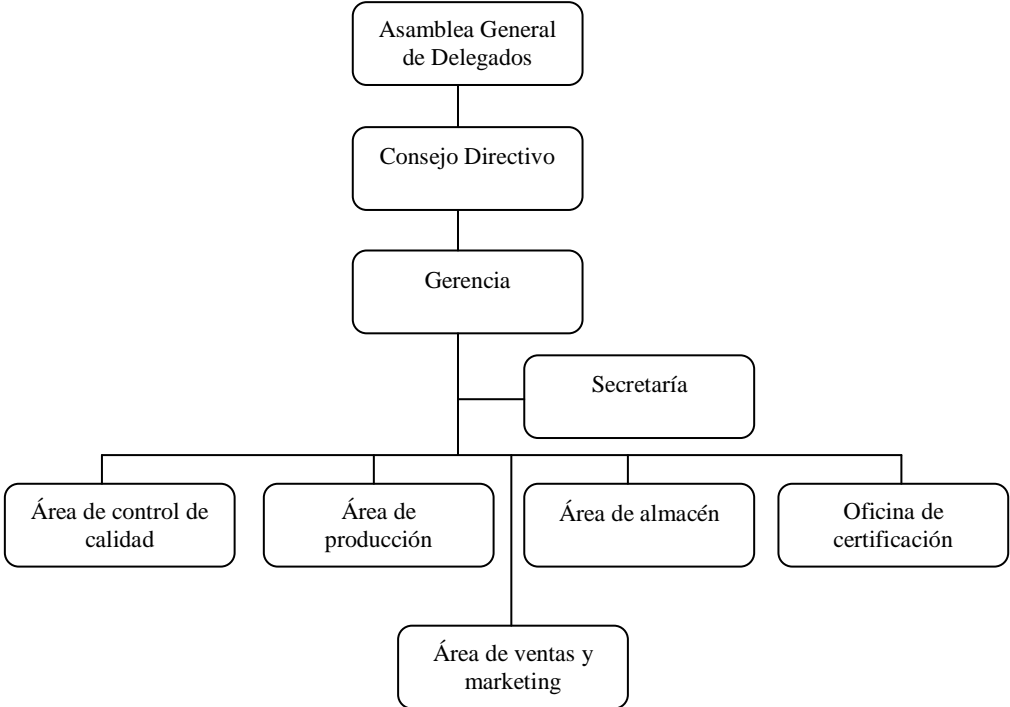 Asamblea General
de Delegados
Consejo Directivo
Gerencia
Secretaría
Área de control de
calidad
Área de
producción
Área de almacén
Oficina de
certificación
Área de ventas y
marketing